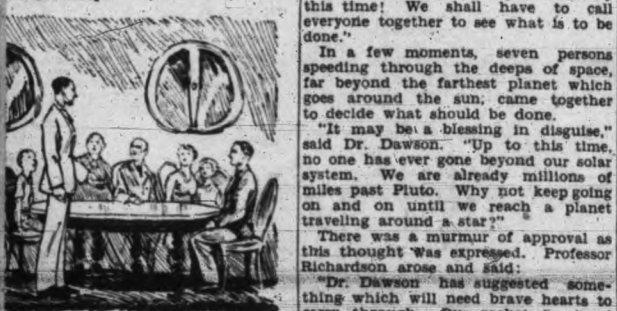 this time! We shall have to call
everyone together to see what is to be
done."
In a few moments, seven persons
speeding through the deeps of space,
far beyond the farthest planet which
goes around the sun, came together
to decide what should be done.
"It may be a blessing in disguise,"
said Dr. Dawson. "Up to this time,
no one has ever gone beyond our solar
system. We are already millions of
miles past Pluto. Why not keep going
on and on until we reach a planet
traveling around a star?"
There was a murmur of approval as
this thought was expressed. Professor
Richardson arose and said:
"Dr. Dawson has suggested some-
thing which will need brave hearts to